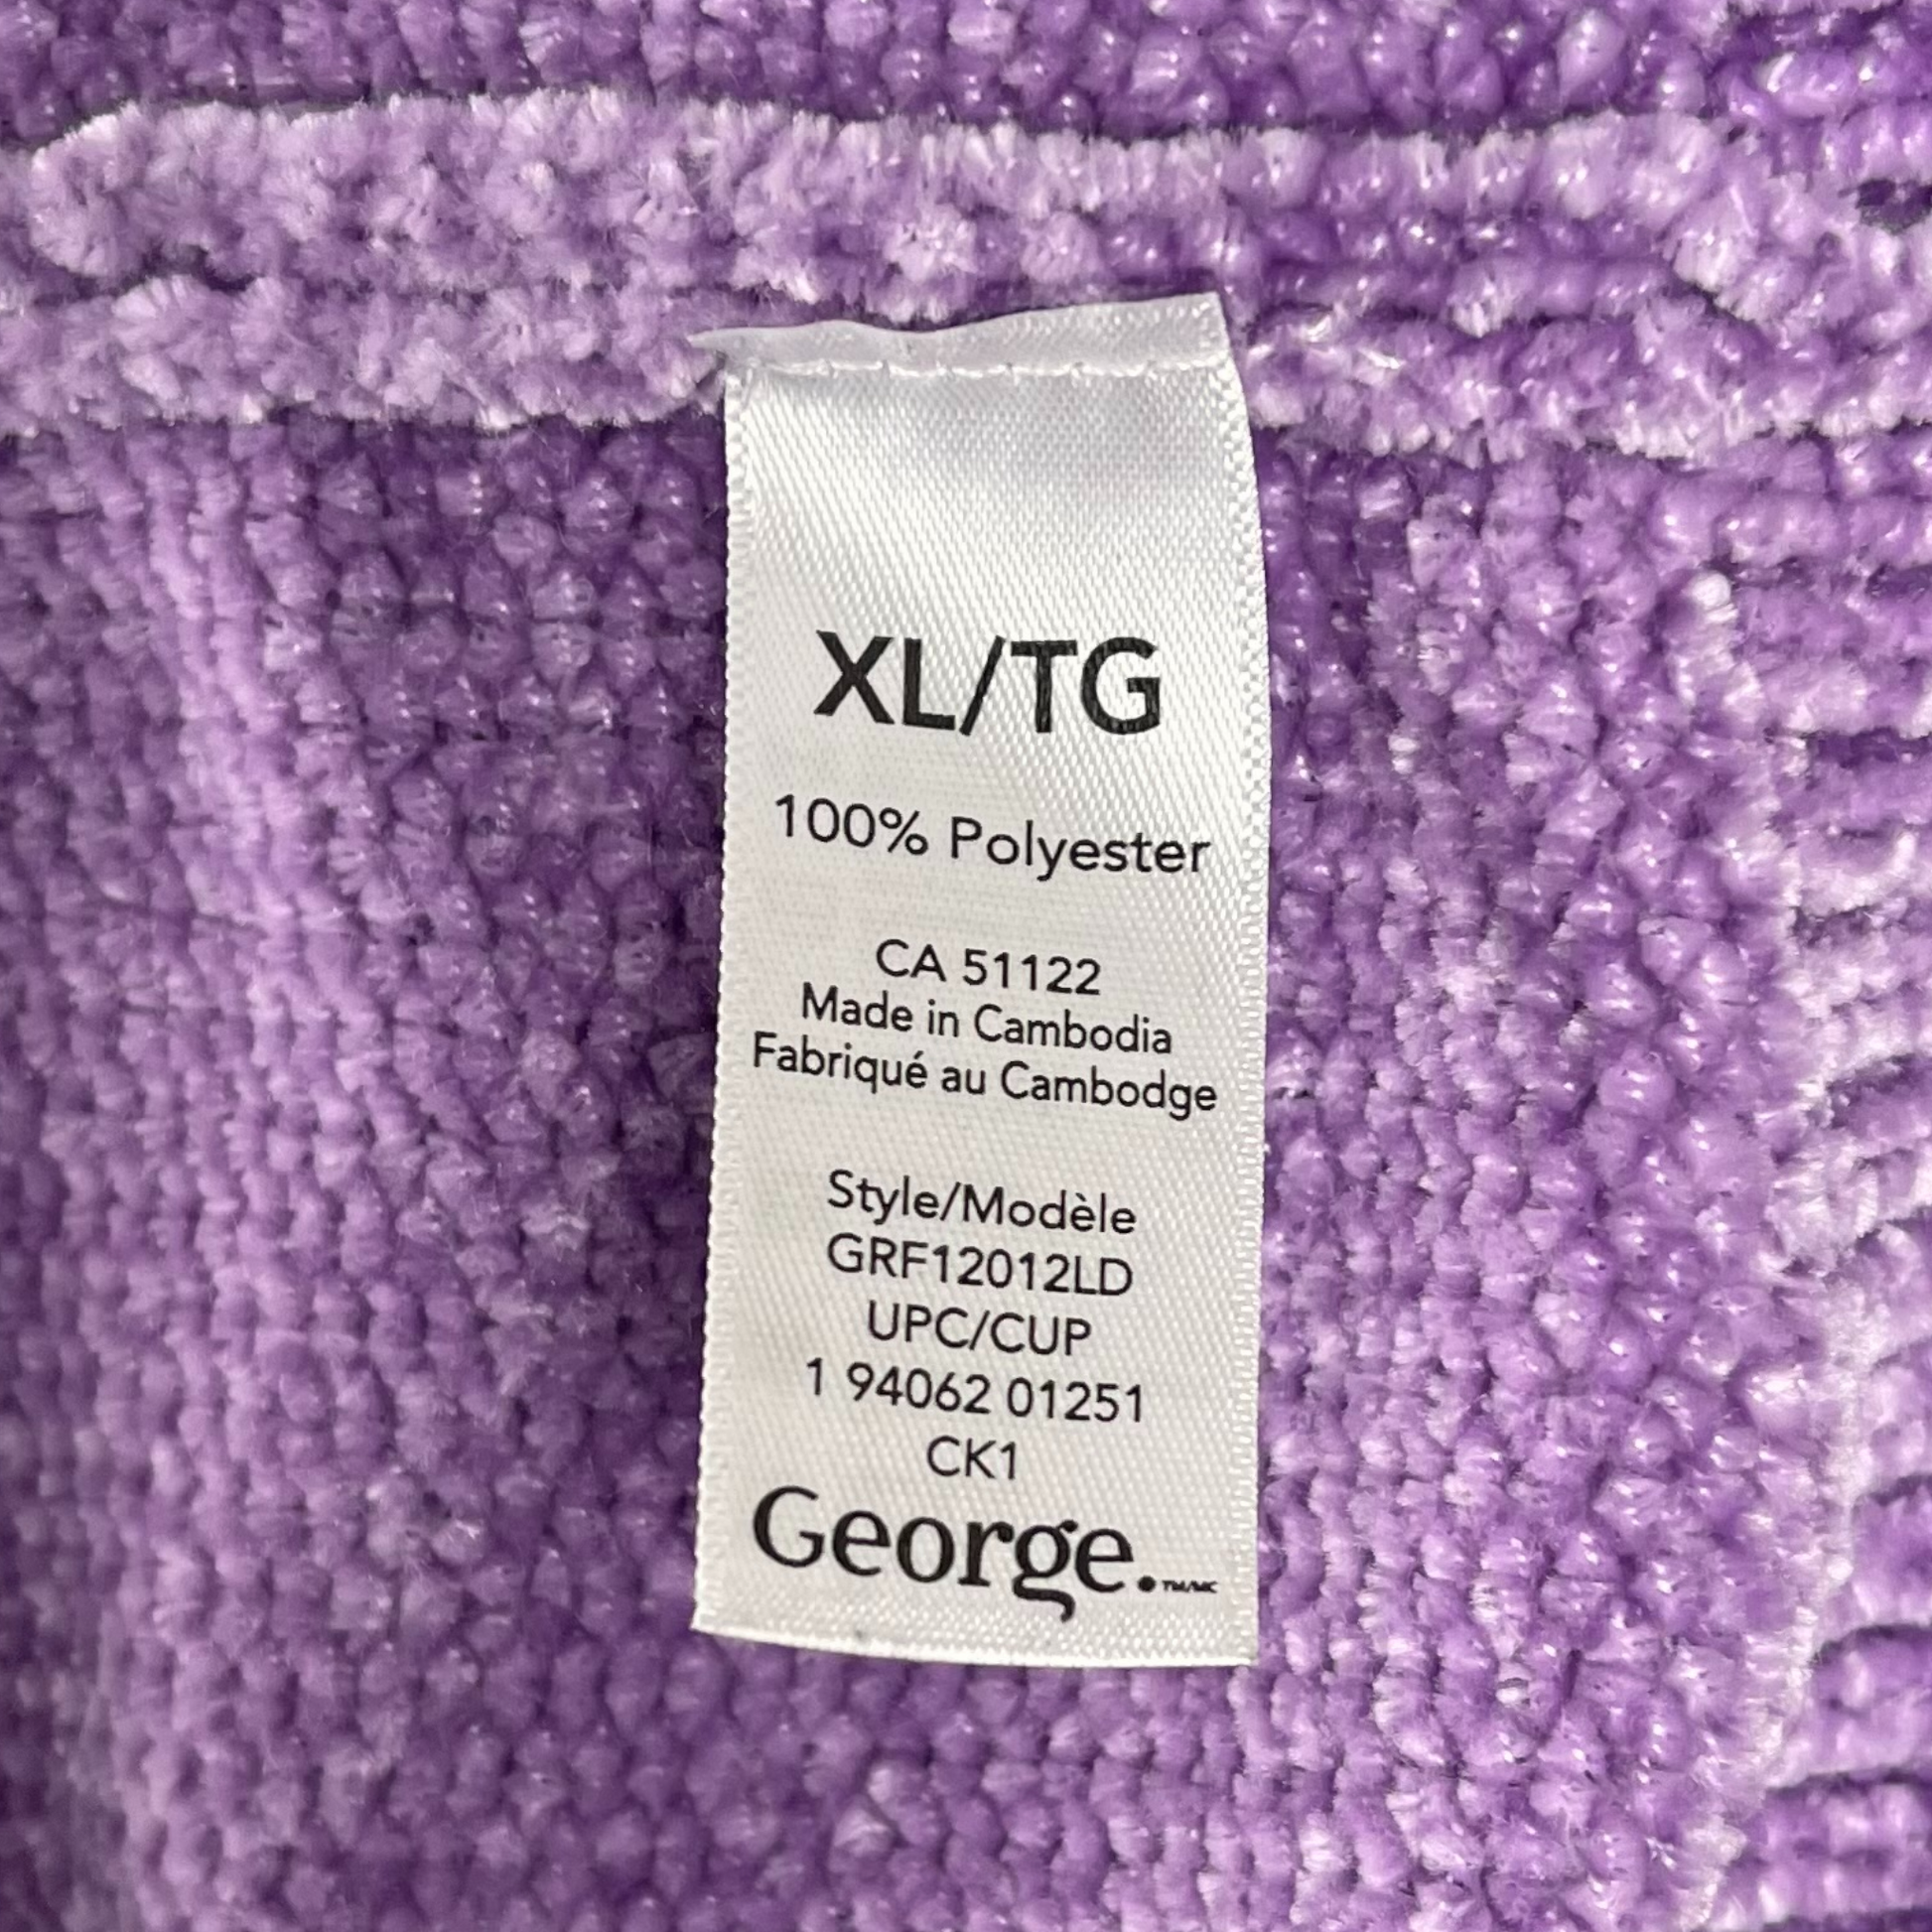 XL/TG
100% Polyester
CA 51122
Made in Cambodia
Fabriqué au Cambodge
Style/Modèle
GRF12012LD
UPC/CUP
1 94062 01251
CK1
George.™/MC